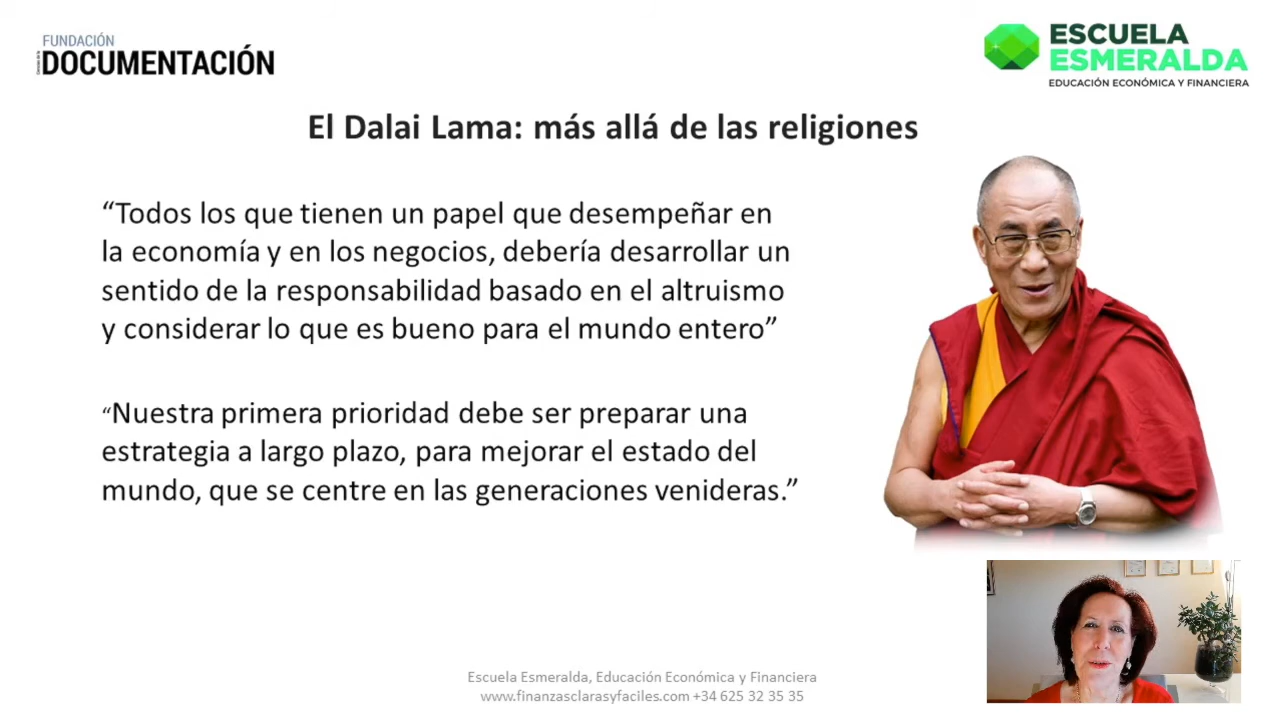 FUNDACIÓN
DOCUMENTACIÓN
ESCUELA
ESMERALDA
EDUCACIÓN ECONÓMICA Y FINANCIERA
El Dalai Lama: más allá de las religiones
“Todos los que tienen un papel que desempeñar en
la economía y en los negocios, debería desarrollar un
sentido de la responsabilidad basado en el altruismo
y considerar lo que es bueno para el mundo entero”
“Nuestra primera prioridad debe ser preparar una
estrategia a largo plazo, para mejorar el estado del
mundo, que se centre en las generaciones venideras.”
Escuela Esmeralda, Educación Económica y Financiera
www.finanzasclarasyfaciles.com +34 625 32 35 35